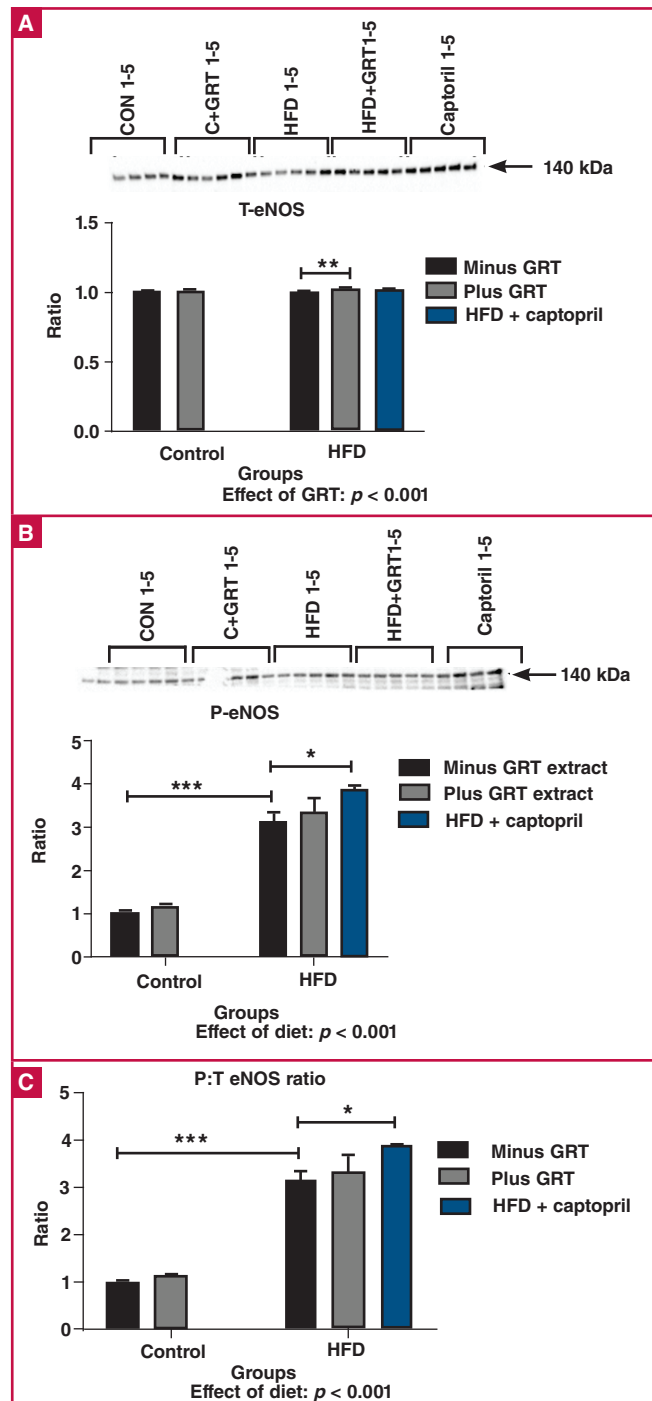 A
CON 1-5
C+GRT 1-5
HFD 1-5
HFD+GRT1-5
Captoril 1-5
140 kDa
T-eNOS
1.5
1.0
0.5
0.0
Ratio
**
Minus GRT
Plus GRT
HFD + captopril
Control
HFD
Groups
Effect of GRT: p < 0.001
B
CON 1-5
C+GRT 1-5
HFD 1-5
HFD+GRT1-5
Captoril 1-5
140 kDa
P-eNOS
5
4
3
2
1
0
Ratio
***
*
Minus GRT extract
Plus GRT extract
HFD + captopril
Control
HFD
Groups
Effect of diet: p < 0.001
C
P:T eNOS ratio
5
4
3
2
1
0
Ratio
***
*
Minus GRT
Plus GRT
HFD + captopril
Control
HFD
Groups
Effect of diet: p < 0.001